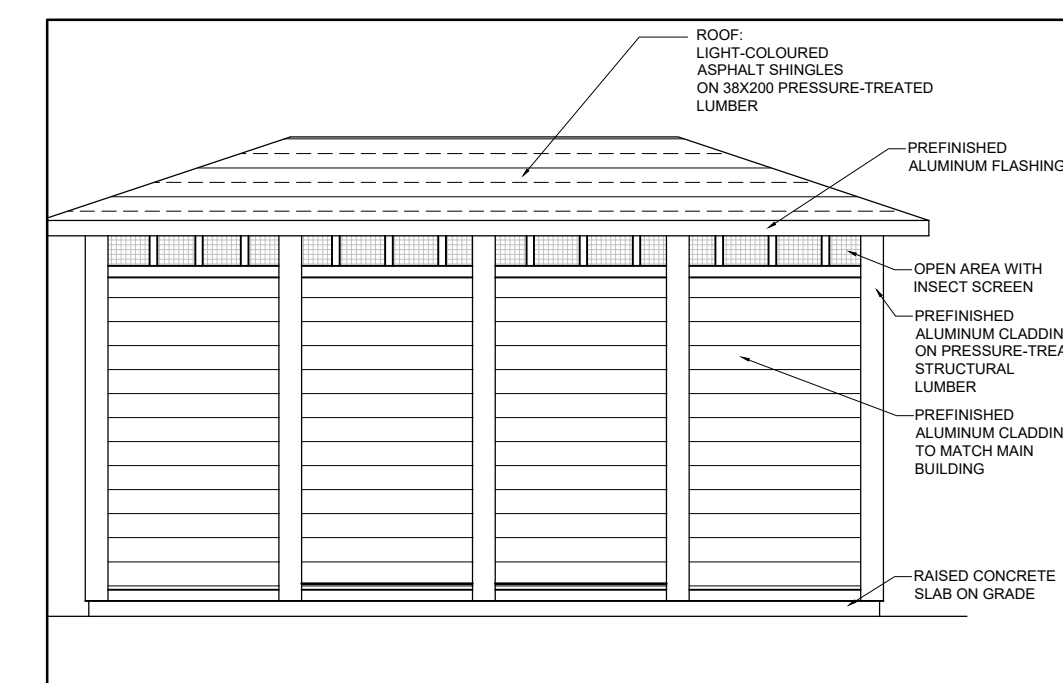 ROOF:
LIGHT-COLOURED
ASPHALT SHINGLES
ON 38X200 PRESSURE-TREATED
LUMBER
PREFINISHED
ALUMINUM FLASHING
OPEN AREA WITH
INSECT SCREEN
PREFINISHED
ALUMINUM CLADDIN
ON PRESSURE-TREA
STRUCTURAL
LUMBER
PREFINISHED
ALUMINUM CLADDIN
TO MATCH MAIN
BUILDING
RAISED CONCRETE
SLAB ON GRADE